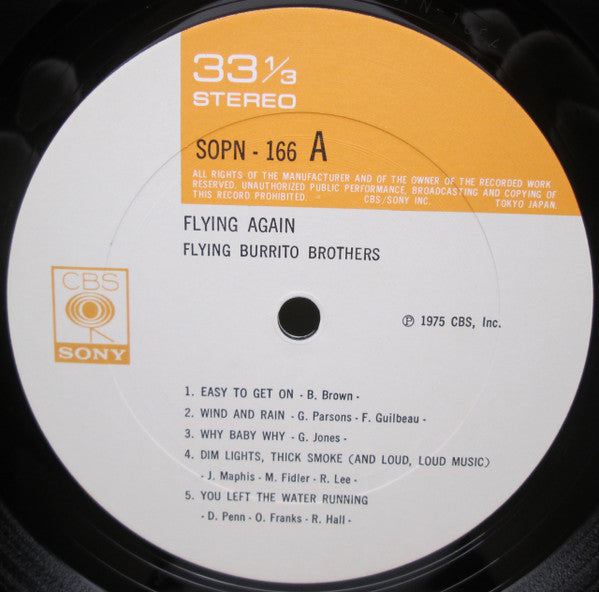 33 1/3
STEREO
SOPN - 166 A
ALL RIGHTS OF THE MANUFACTURER AND OF THE OWNER OF THE RECORDED WORK
RESERVED. UNAUTHORIZED PUBLIC PERFORMANCE, BROADCASTING AND COPYING OF
THIS RECORD PROHIBITED. CBS/SONY INC. TOKYO JAPAN.
FLYING AGAIN
FLYING BURRITO BROTHERS
CBS
SONY
℗ 1975 CBS, Inc.
1. EASY TO GET ON - B. Brown -
2. WIND AND RAIN - G. Parsons - F. Guilbeau -
3. WHY BABY WHY - G. Jones -
4. DIM LIGHTS, THICK SMOKE (AND LOUD, LOUD MUSIC)
- J. Maphis - M. Fidler - R. Lee -
5. YOU LEFT THE WATER RUNNING
- D. Penn - O. Franks - R. Hall -